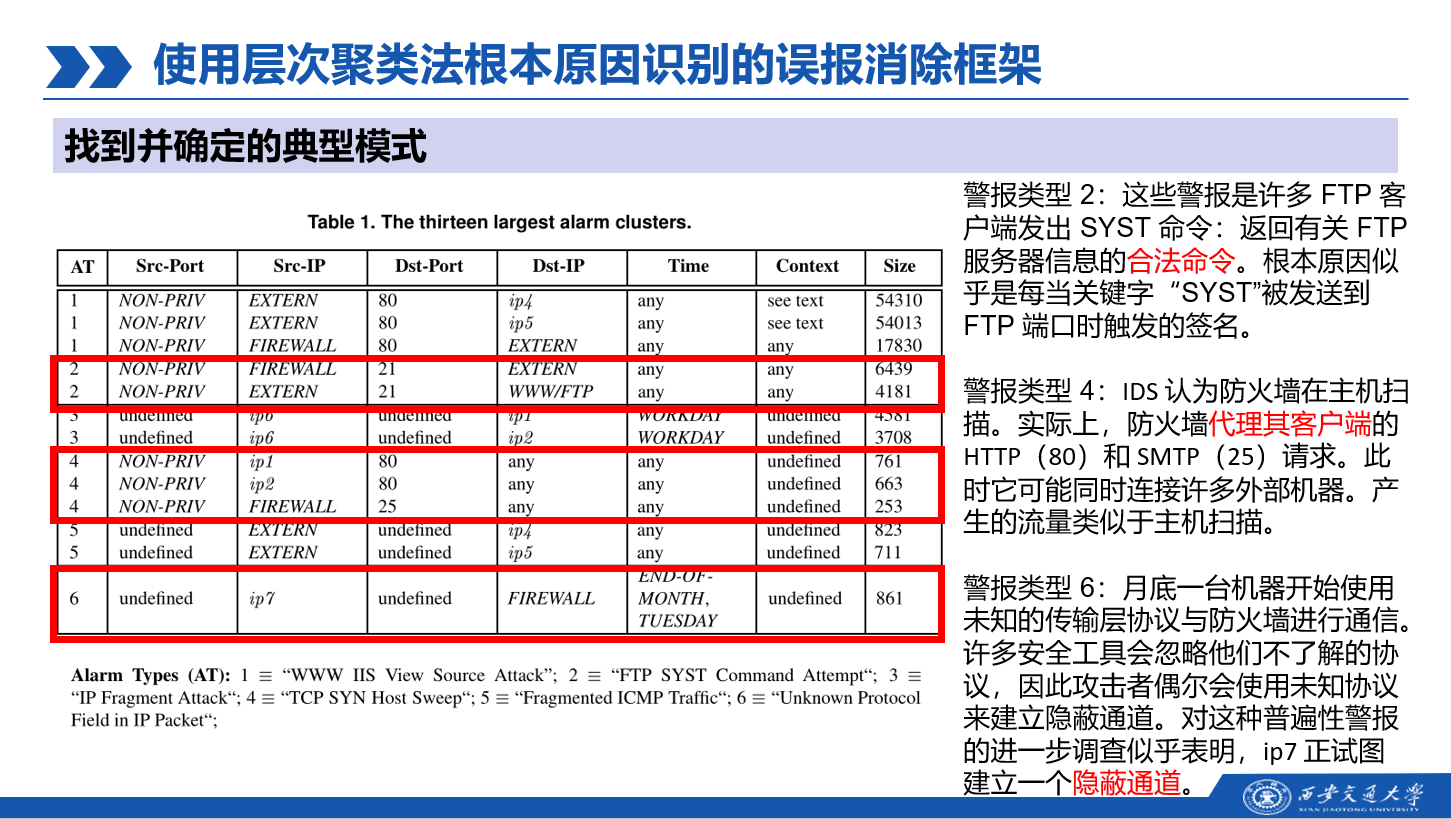 使用层次聚类法根本原因识别的误报消除框架
找到并确定的典型模式
Table 1. The thirteen largest alarm clusters.
AT Src-Port Src-IP Dst-Port Dst-IP Time Context Size
1 NON-PRIV EXTERN 80 ip4 any see text 54310
1 NON-PRIV EXTERN 80 ip5 any see text 54013
1 NON-PRIV FIREWALL 80 EXTERN any any 17830
2 NON-PRIV FIREWALL 21 EXTERN any any 6439
2 NON-PRIV EXTERN 21 WWW/FTP any any 4181
3 undefined ip6 undefined ip1 WORKDAY undefined 4581
3 undefined ip6 undefined ip2 WORKDAY undefined 3708
4 NON-PRIV ip1 80 any any undefined 761
4 NON-PRIV ip2 80 any any undefined 663
4 NON-PRIV FIREWALL 25 any any undefined 253
5 undefined EXTERN undefined ip4 any undefined 823
5 undefined EXTERN undefined ip5 any undefined 711
END-OF-
6 undefined ip7 undefined FIREWALL MONTH, undefined 861
TUESDAY
Alarm Types (AT): 1 ≡ “WWW IIS View Source Attack”; 2 ≡ “FTP SYST Command Attempt“; 3 ≡
“IP Fragment Attack“; 4 ≡ “TCP SYN Host Sweep“; 5 ≡ “Fragmented ICMP Traffic“; 6 ≡ “Unknown Protocol
Field in IP Packet“;
警报类型 2：这些警报是许多 FTP 客
户端发出 SYST 命令：返回有关 FTP
服务器信息的合法命令。根本原因似
乎是每当关键字“SYST”被发送到
FTP 端口时触发的签名。
警报类型 4：IDS 认为防火墙在主机扫
描。实际上，防火墙代理其客户端的
HTTP（80）和 SMTP（25）请求。此
时它可能同时连接许多外部机器。产
生的流量类似于主机扫描。
警报类型 6：月底一台机器开始使用
未知的传输层协议与防火墙进行通信。
许多安全工具会忽略他们不了解的协
议，因此攻击者偶尔会使用未知协议
来建立隐蔽通道。对这种普遍性警报
的进一步调查似乎表明，ip7 正试图
建立一个隐蔽通道。
西安交通大学
XI'AN JIAOTONG UNIVERSITY